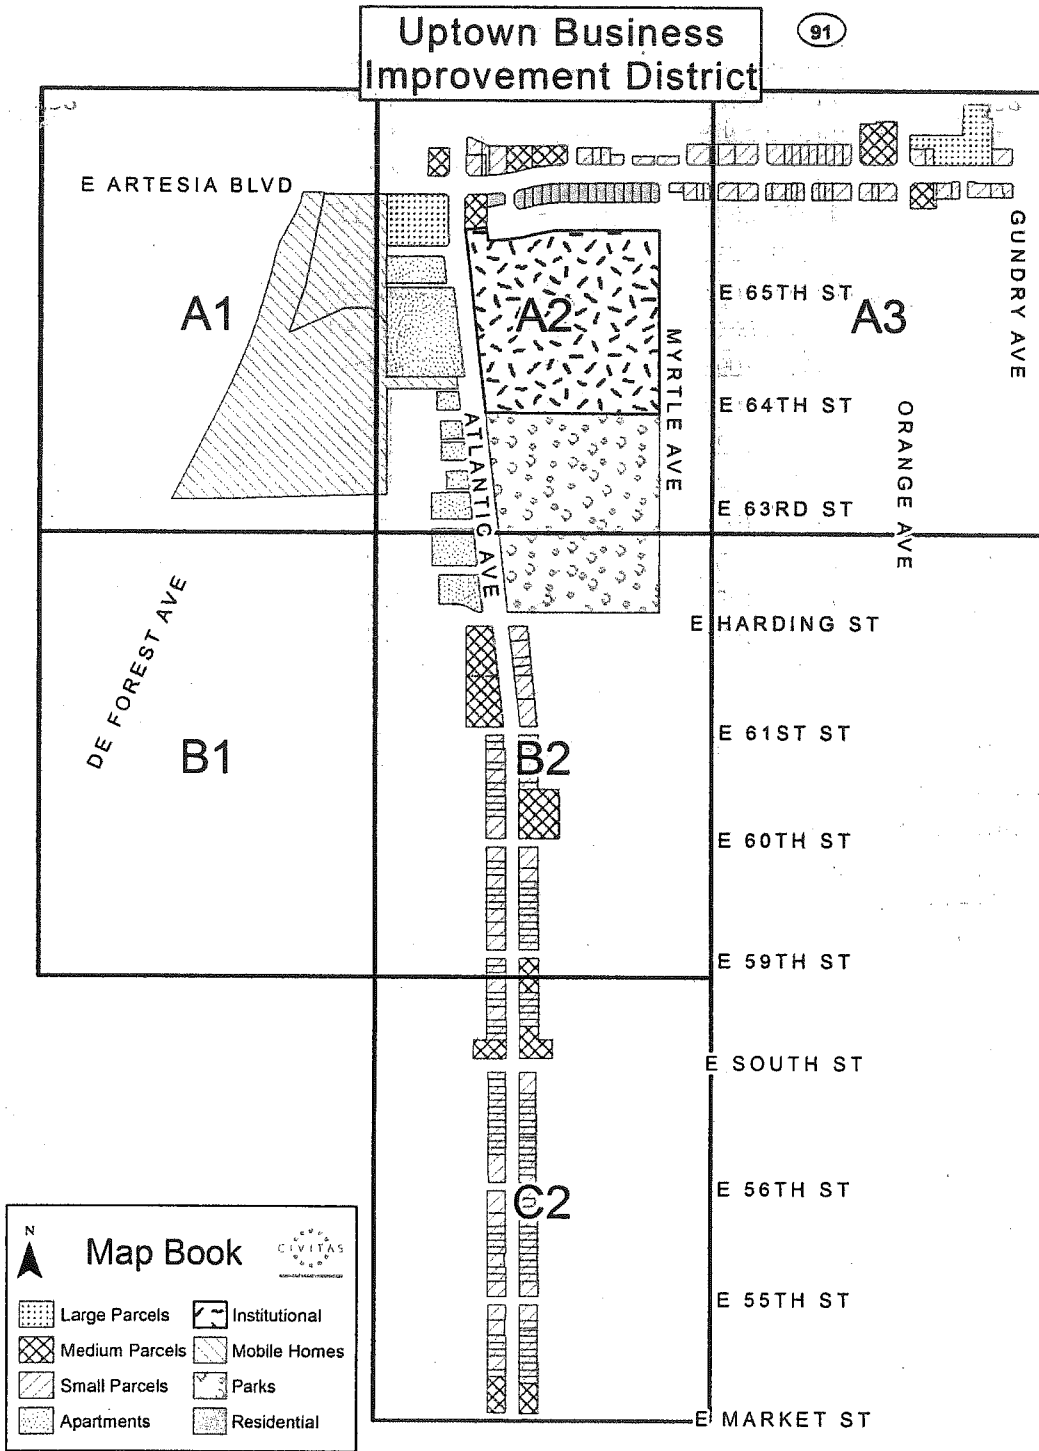 Uptown Business
Improvement District
91
E ARTESIA BLVD
GUNDRY AVE
A1
A2
E 65TH ST
A3
MYRTLE AVE
E 64TH ST
ORANGE AVE
ATLANTIC AVE
E 63RD ST
DE FOREST AVE
E HARDING ST
E 61ST ST
B1
B2
E 60TH ST
E 59TH ST
E SOUTH ST
E 56TH ST
C2
E 55TH ST
E MARKET ST
N
Map Book
CIVITAS
Large Parcels
Institutional
Medium Parcels
Mobile Homes
Small Parcels
Parks
Apartments
Residential